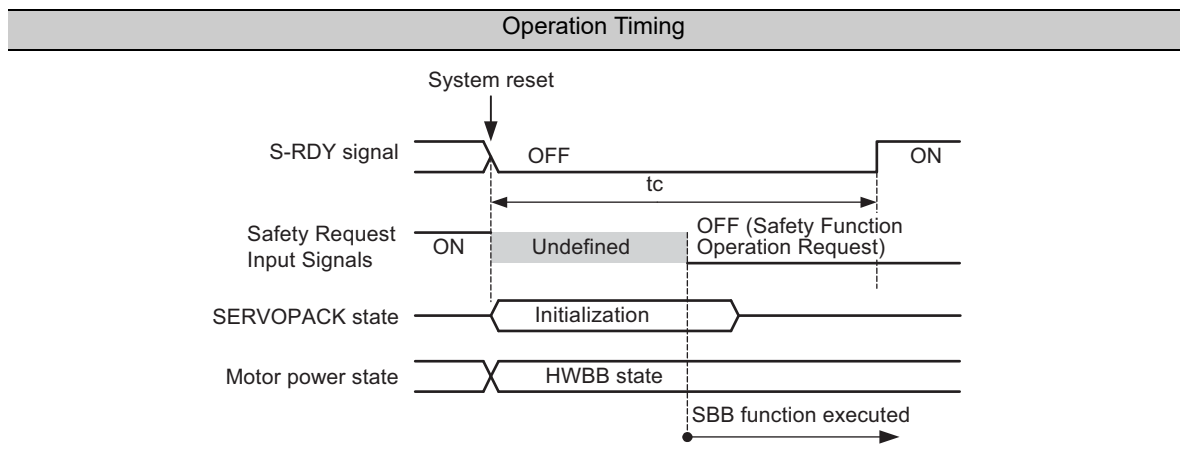 Operation Timing
System reset
S-RDY signal
OFF
ON
tc
Safety Request
Input Signals
ON
Undefined
OFF (Safety Function
Operation Request)
SERVOPACK state
Initialization
Motor power state
HWBB state
SBB function executed